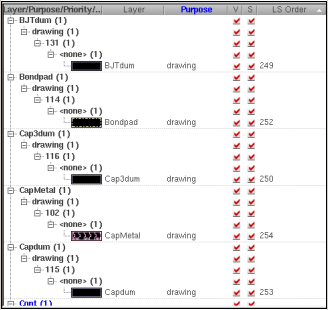 Layer/Purpose/Priority/.. Layer Purpose V S LS Order
BJTdum (1)
drawing (1)
131 (1)
<none> (1)
BJTdum drawing 249
Bondpad (1)
drawing (1)
114 (1)
<none> (1)
Bondpad drawing 252
Cap3dum (1)
drawing (1)
116 (1)
<none> (1)
Cap3dum drawing 250
CapMetal (1)
drawing (1)
102 (1)
<none> (1)
CapMetal drawing 254
Capdum (1)
drawing (1)
115 (1)
<none> (1)
Capdum drawing 253
Cont (1)